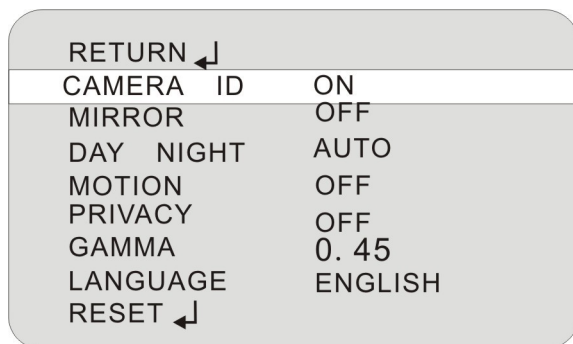 RETURN ↲
CAMERA ID ON
MIRROR OFF
DAY NIGHT AUTO
MOTION OFF
PRIVACY OFF
GAMMA 0. 45
LANGUAGE ENGLISH
RESET ↲